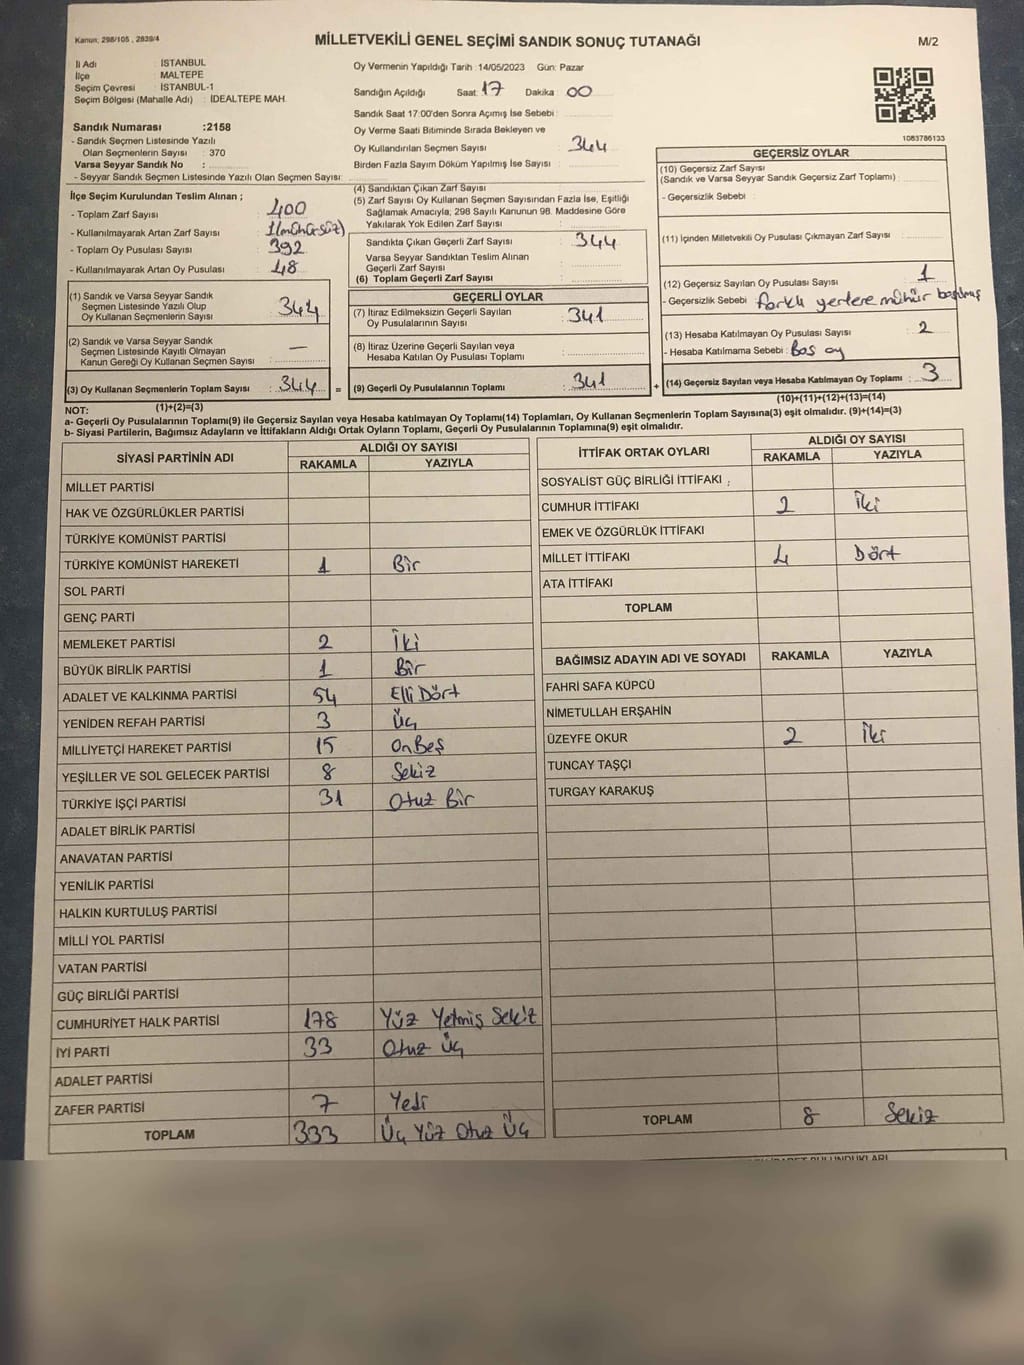 Kanun: 298/105 , 2839/4
MİLLETVEKİLİ GENEL SEÇİMİ SANDIK SONUÇ TUTANAĞI
M/2
İl Adı : İSTANBUL
İlçe : MALTEPE
Seçim Çevresi : İSTANBUL-1
Seçim Bölgesi (Mahalle Adı) : İDEALTEPE MAH.
Sandık Numarası :2158
- Sandık Seçmen Listesinde Yazılı
Olan Seçmenlerin Sayısı : 370
Varsa Seyyar Sandık No :
- Seyyar Sandık Seçmen Listesinde Yazılı Olan Seçmen Sayısı:
Oy Vermenin Yapıldığı Tarih :14/05/2023 Gün: Pazar
Sandığın Açıldığı Saat: 17 Dakika: 00
Sandık Saat 17:00'den Sonra Açımış İse Sebebi :
Oy Verme Saati Bitiminde Sırada Bekleyen ve
Oy Kullandırılan Seçmen Sayısı : 344
Birden Fazla Sayım Döküm Yapılmış İse Sayısı :
1083786133
İlçe Seçim Kurulundan Teslim Alınan ;
- Toplam Zarf Sayısı : 400
- Kullanılmayarak Artan Zarf Sayısı : 1(mühürsüz)
- Toplam Oy Pusulası Sayısı : 392
- Kullanılmayarak Artan Oy Pusulası : 48
(1) Sandık ve Varsa Seyyar Sandık
Seçmen Listesinde Yazılı Olup
Oy Kullanan Seçmenlerin Sayısı : 344
(2) Sandık ve Varsa Seyyar Sandık
Seçmen Listesinde Kayıtlı Olmayan
Kanun Gereği Oy Kullanan Seçmen Sayısı : —
(3) Oy Kullanan Seçmenlerin Toplam Sayısı : 344 =
(1)+(2)=(3)
(4) Sandıktan Çıkan Zarf Sayısı :
(5) Zarf Sayısı Oy Kullanan Seçmen Sayısından Fazla İse, Eşitliği
Sağlamak Amacıyla; 298 Sayılı Kanunun 98. Maddesine Göre
Yakılarak Yok Edilen Zarf Sayısı :
Sandıkta Çıkan Geçerli Zarf Sayısı : 344
Varsa Seyyar Sandıktan Teslim Alınan
Geçerli Zarf Sayısı :
(6) Toplam Geçerli Zarf Sayısı :
GEÇERLİ OYLAR
(7) İtiraz Edilmeksizin Geçerli Sayılan
Oy Pusulalarının Sayısı : 341
(8) İtiraz Üzerine Geçerli Sayılan veya
Hesaba Katılan Oy Pusulası Toplamı :
(9) Geçerli Oy Pusulalarının Toplamı : 341 +
GEÇERSİZ OYLAR
(10) Geçersiz Zarf Sayısı
(Sandık ve Varsa Seyyar Sandık Geçersiz Zarf Toplamı) :
- Geçersizlik Sebebi :
(11) İçinden Milletvekili Oy Pusulası Çıkmayan Zarf Sayısı :
(12) Geçersiz Sayılan Oy Pusulası Sayısı : 1
- Geçersizlik Sebebi : farklı yerlere mühür basılmış
(13) Hesaba Katılmayan Oy Pusulası Sayısı : 2
- Hesaba Katılmama Sebebi : Boş oy
(14) Geçersiz Sayılan veya Hesaba Katılmayan Oy Toplamı : 3
(10)+(11)+(12)+(13)=(14)
NOT:
a- Geçerli Oy Pusulalarının Toplamı(9) ile Geçersiz Sayılan veya Hesaba katılmayan Oy Toplamı(14) Toplamları, Oy Kullanan Seçmenlerin Toplam Sayısına(3) eşit olmalıdır. (9)+(14)=(3)
b- Siyasi Partilerin, Bağımsız Adayların ve İttifakların Aldığı Ortak Oyların Toplamı, Geçerli Oy Pusulalarının Toplamına(9) eşit olmalıdır.
SİYASİ PARTİNİN ADI ALDIĞI OY SAYISI
RAKAMLA YAZIYLA
MİLLET PARTİSİ
HAK VE ÖZGÜRLÜKLER PARTİSİ
TÜRKİYE KOMÜNİST PARTİSİ
TÜRKİYE KOMÜNİST HAREKETİ 1 Bir
SOL PARTİ
GENÇ PARTİ
MEMLEKET PARTİSİ 2 İki
BÜYÜK BİRLİK PARTİSİ 1 Bir
ADALET VE KALKINMA PARTİSİ 54 Elli Dört
YENİDEN REFAH PARTİSİ 3 Üç
MİLLİYETÇİ HAREKET PARTİSİ 15 On Beş
YEŞİLLER VE SOL GELECEK PARTİSİ 8 Sekiz
TÜRKİYE İŞÇİ PARTİSİ 31 Otuz Bir
ADALET BİRLİK PARTİSİ
ANAVATAN PARTİSİ
YENİLİK PARTİSİ
HALKIN KURTULUŞ PARTİSİ
MİLLİ YOL PARTİSİ
VATAN PARTİSİ
GÜÇ BİRLİĞİ PARTİSİ
CUMHURİYET HALK PARTİSİ 178 Yüz Yetmiş Sekiz
İYİ PARTİ 33 Otuz Üç
ADALET PARTİSİ
ZAFER PARTİSİ 7 Yedi
TOPLAM 333 Üç Yüz Otuz Üç
İTTİFAK ORTAK OYLARI ALDIĞI OY SAYISI
RAKAMLA YAZIYLA
SOSYALİST GÜÇ BİRLİĞİ İTTİFAKI
CUMHUR İTTİFAKI 2 İki
EMEK VE ÖZGÜRLÜK İTTİFAKI
MİLLET İTTİFAKI 4 Dört
ATA İTTİFAKI
TOPLAM
BAĞIMSIZ ADAYIN ADI VE SOYADI RAKAMLA YAZIYLA
FAHRİ SAFA KÜPCÜ
NİMETULLAH ERŞAHİN
ÜZEYFE OKUR 2 İki
TUNCAY TAŞÇI
TURGAY KARAKUŞ
TOPLAM 8 Sekiz